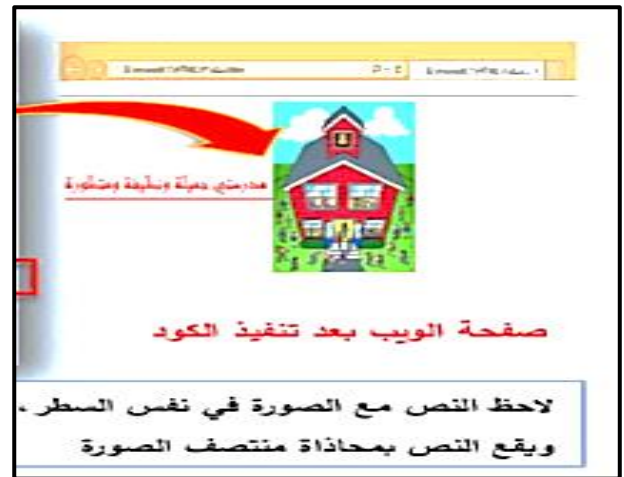 مدرستي جميلة ونظيفة ومتطورة
صفحة الويب بعد تنفيذ الكود
لاحظ النص مع الصورة في نفس السطر ،
ويقع النص بمحاذاة منتصف الصورة